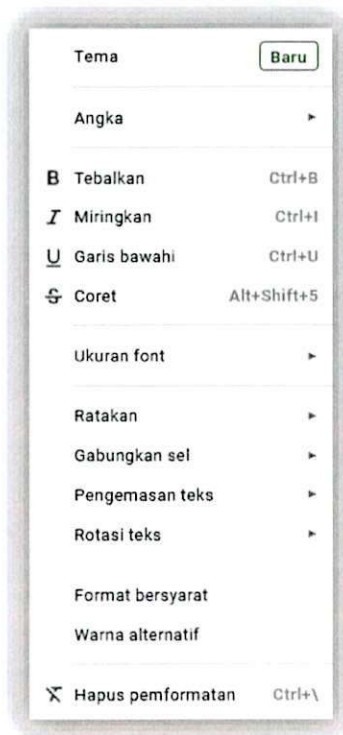 Tema Baru
Angka
B Tebalkan Ctrl+B
I Miringkan Ctrl+I
U Garis bawahi Ctrl+U
S Coret Alt+Shift+5
Ukuran font
Ratakan
Gabungkan sel
Pengemasan teks
Rotasi teks
Format bersyarat
Warna alternatif
Hapus pemformatan Ctrl+\